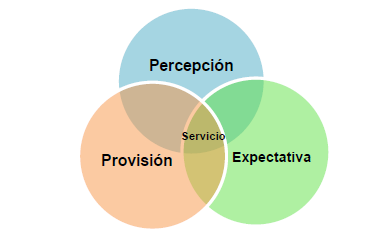 Percepción
Servicio
Provisión
Expectativa